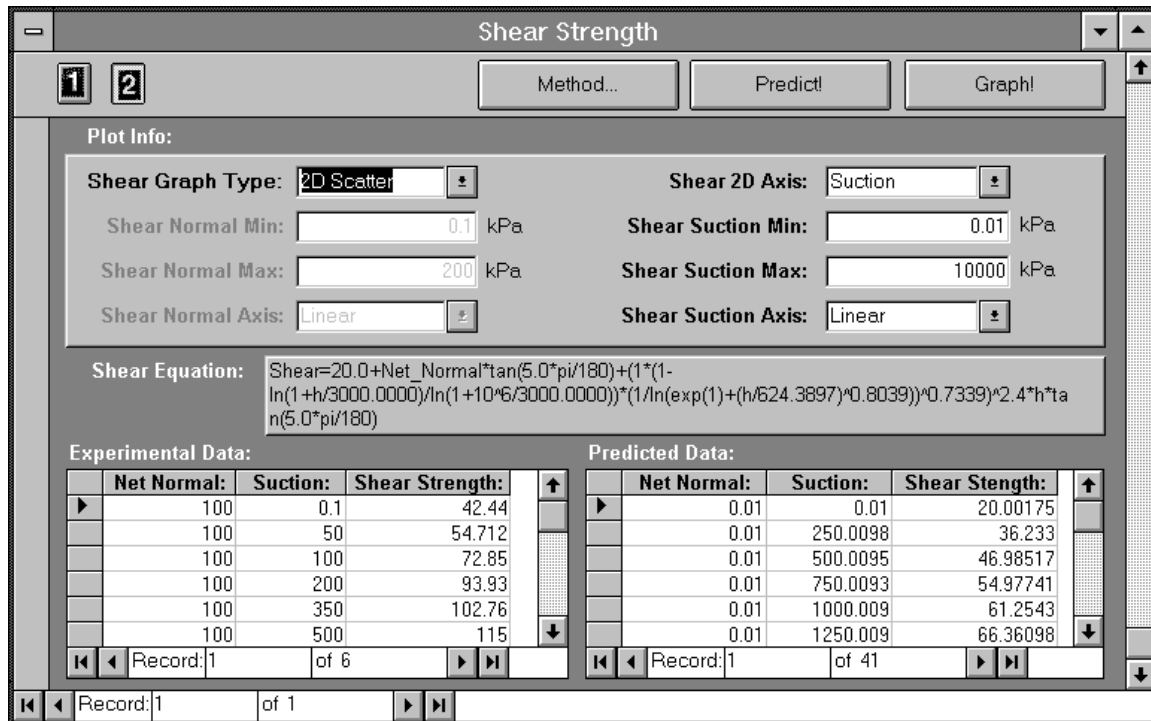 Shear Strength
1 2 Method... Predict! Graph!
Plot Info:
Shear Graph Type: 2D Scatter Shear 2D Axis: Suction
Shear Normal Min: 0.1 kPa Shear Suction Min: 0.01 kPa
Shear Normal Max: 200 kPa Shear Suction Max: 10000 kPa
Shear Normal Axis: Linear Shear Suction Axis: Linear
Shear Equation: Shear=20.0+Net_Normal*tan(5.0*pi/180)+(1*(1-
ln(1+h/3000.0000)/ln(1+10^6/3000.0000))*(1/ln(exp(1)+(h/624.3897)^0.8039))^0.7339)^2.4*h*ta
n(5.0*pi/180)
Experimental Data: Predicted Data:
Net Normal: Suction: Shear Strength: Net Normal: Suction: Shear Stength:
100 0.1 42.44 0.01 0.01 20.00175
100 50 54.712 0.01 250.0098 36.233
100 100 72.85 0.01 500.0095 46.98517
100 200 93.93 0.01 750.0093 54.97741
100 350 102.76 0.01 1000.009 61.2543
100 500 115 0.01 1250.009 66.36098
Record: 1 of 6 Record: 1 of 41
Record: 1 of 1